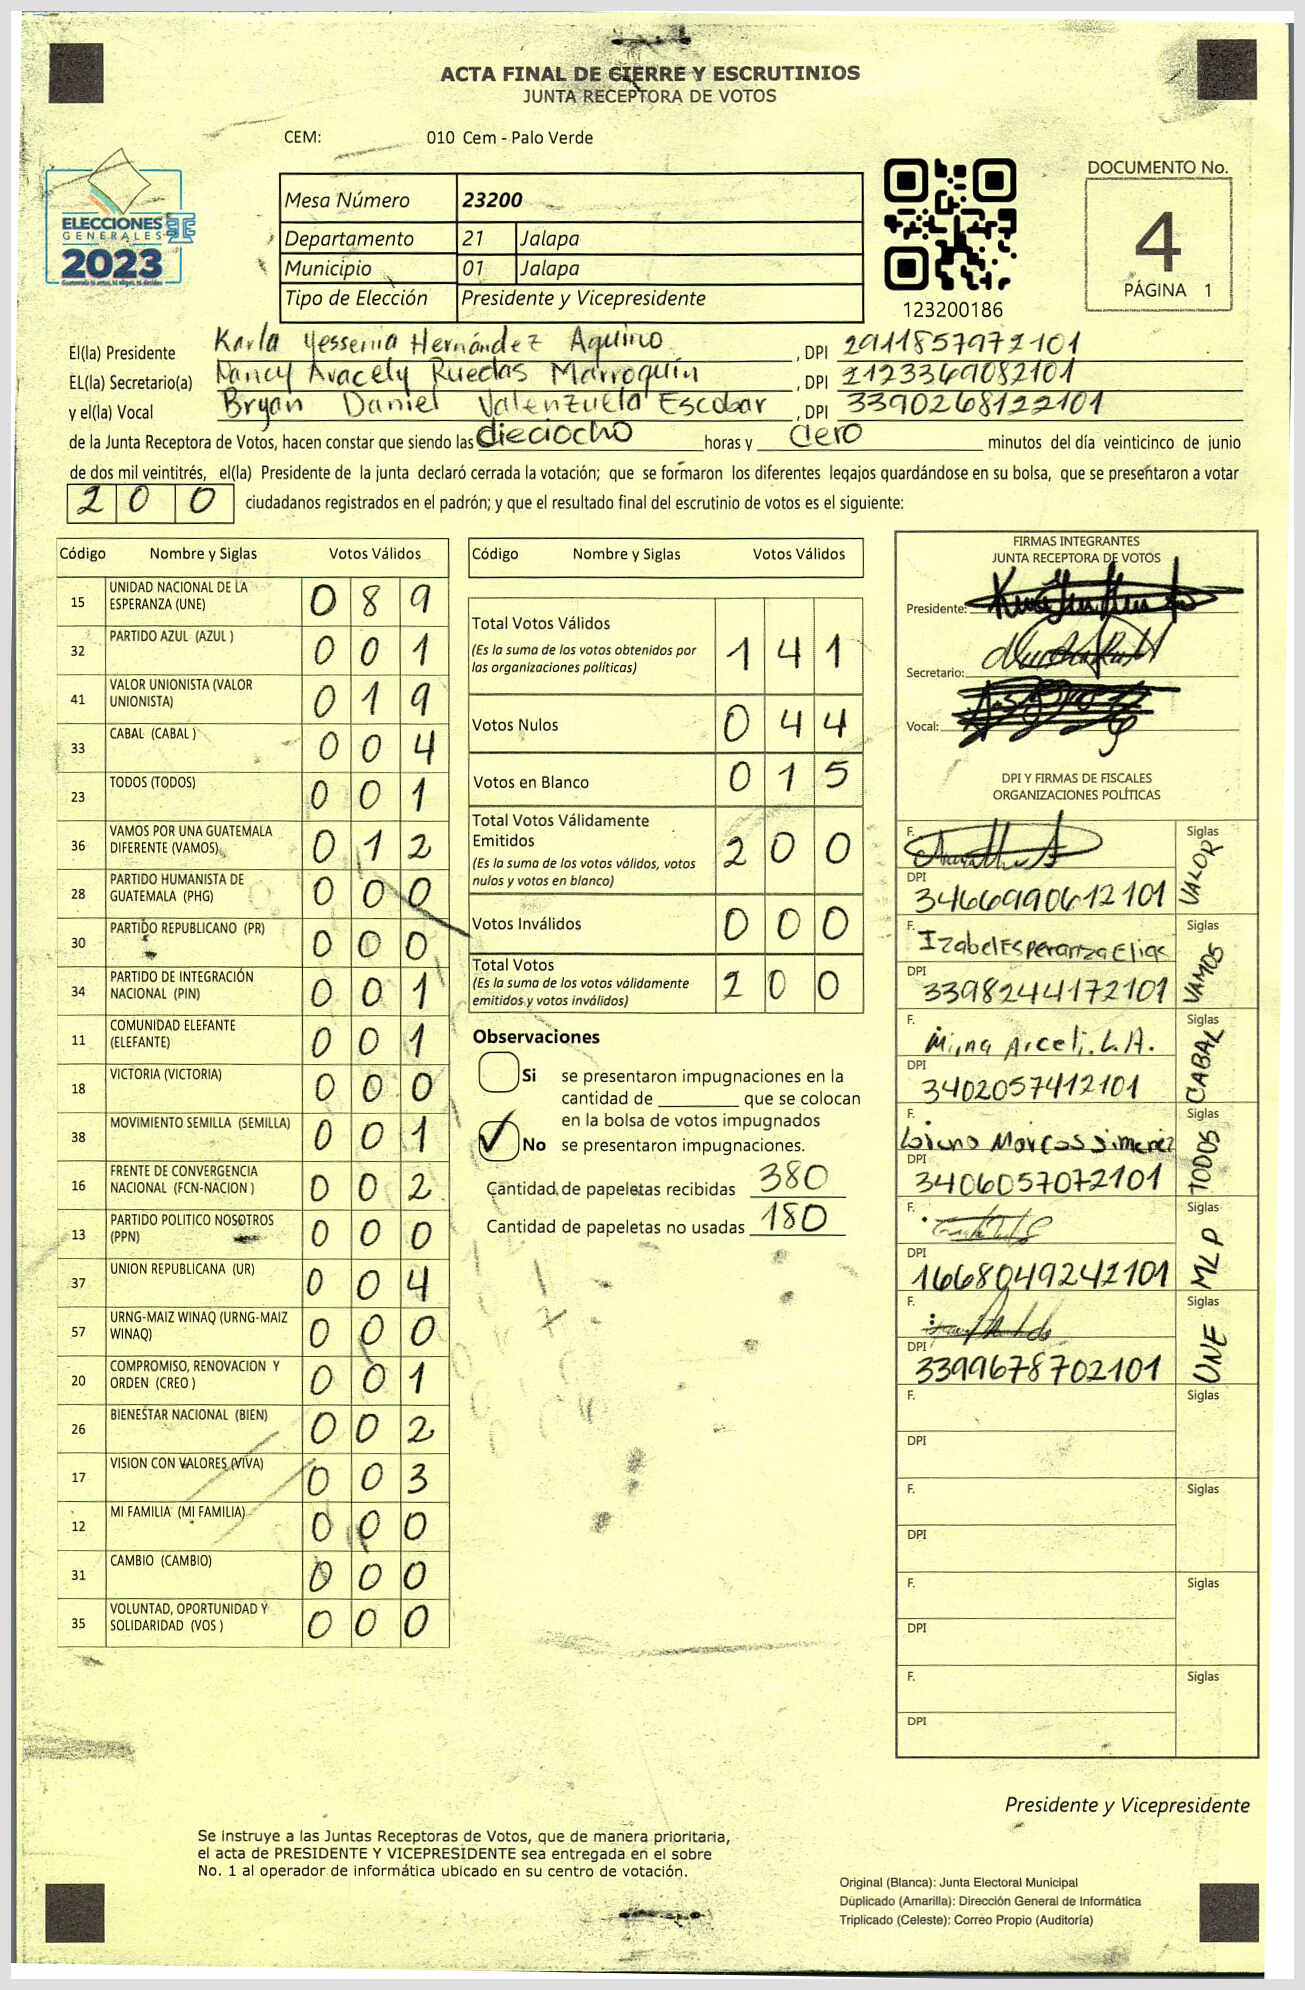 ACTA FINAL DE CIERRE Y ESCRUTINIOS
JUNTA RECEPTORA DE VOTOS
CEM: 010 Cem - Palo Verde
ELECCIONES
GENERALES
2023
Mesa Número 23200
Departamento 21 Jalapa
Municipio 01 Jalapa
Tipo de Elección Presidente y Vicepresidente
123200186
DOCUMENTO No.
4
PÁGINA 1
El(la) Presidente Karla Yessenia Hernández Aquino, DPI 2911857972101
EL(la) Secretario(a) Nancy Aracely Ruedas Marroquín, DPI 2123369082101
y el(la) Vocal Bryan Daniel Valenzuela Escobar, DPI 3390268122101
de la Junta Receptora de Votos, hacen constar que siendo las dieciocho horas y cero minutos del día veinticinco de junio
de dos mil veintitrés, el(la) Presidente de la junta declaró cerrada la votación; que se formaron los diferentes legajos guardándose en su bolsa, que se presentaron a votar
200 ciudadanos registrados en el padrón; y que el resultado final del escrutinio de votos es el siguiente:
Código Nombre y Siglas Votos Válidos
15 UNIDAD NACIONAL DE LA ESPERANZA (UNE) 0 8 9
32 PARTIDO AZUL (AZUL ) 0 0 1
41 VALOR UNIONISTA (VALOR UNIONISTA) 0 1 9
33 CABAL (CABAL ) 0 0 4
23 TODOS (TODOS) 0 0 1
36 VAMOS POR UNA GUATEMALA DIFERENTE (VAMOS) 0 1 2
28 PARTIDO HUMANISTA DE GUATEMALA (PHG) 0 0 0
30 PARTIDO REPUBLICANO (PR) 0 0 0
34 PARTIDO DE INTEGRACIÓN NACIONAL (PIN) 0 0 1
11 COMUNIDAD ELEFANTE (ELEFANTE) 0 0 1
18 VICTORIA (VICTORIA) 0 0 0
38 MOVIMIENTO SEMILLA (SEMILLA) 0 0 1
16 FRENTE DE CONVERGENCIA NACIONAL (FCN-NACION ) 0 0 2
13 PARTIDO POLITICO NOSOTROS (PPN) 0 0 0
37 UNION REPUBLICANA (UR) 0 0 4
57 URNG-MAIZ WINAQ (URNG-MAIZ WINAQ) 0 0 0
20 COMPROMISO, RENOVACION Y ORDEN (CREO ) 0 0 1
26 BIENESTAR NACIONAL (BIEN) 0 0 2
17 VISION CON VALORES (VIVA) 0 0 3
12 MI FAMILIA (MI FAMILIA) 0 0 0
31 CAMBIO (CAMBIO) 0 0 0
35 VOLUNTAD, OPORTUNIDAD Y SOLIDARIDAD (VOS ) 0 0 0
Código Nombre y Siglas Votos Válidos
Total Votos Válidos 1 4 1
(Es la suma de los votos obtenidos por
las organizaciones políticas)
Votos Nulos 0 4 4
Votos en Blanco 0 1 5
Total Votos Válidamente
Emitidos 2 0 0
(Es la suma de los votos válidos, votos
nulos y votos en blanco)
Votos Inválidos 0 0 0
Total Votos 2 0 0
(Es la suma de los votos válidamente
emitidos y votos inválidos)
Observaciones
Si se presentaron impugnaciones en la
cantidad de ________ que se colocan
en la bolsa de votos impugnados
No se presentaron impugnaciones.
Cantidad de papeletas recibidas 380
Cantidad de papeletas no usadas 180
FIRMAS INTEGRANTES
JUNTA RECEPTORA DE VOTOS
Presidente:
Secretario:
Vocal:
DPI Y FIRMAS DE FISCALES
ORGANIZACIONES POLÍTICAS
F. Siglas VALOR
DPI 3466990612101
F. Izabel Esperanza Elias Siglas VAMOS
DPI 3398244172101
F. Siglas CABAL
DPI 3402057412101
F. Marcos Jimenez Siglas TODOS
DPI 3406057072101
F. Siglas MLP
DPI 1668049242101
F. Siglas UNE
DPI 3399678702101
F. Siglas
DPI
F. Siglas
DPI
F. Siglas
DPI
F. Siglas
DPI
Presidente y Vicepresidente
Se instruye a las Juntas Receptoras de Votos, que de manera prioritaria,
el acta de PRESIDENTE Y VICEPRESIDENTE sea entregada en el sobre
No. 1 al operador de informática ubicado en su centro de votación.
Original (Blanca): Junta Electoral Municipal
Duplicado (Amarilla): Dirección General de Informática
Triplicado (Celeste): Correo Propio (Auditoría)